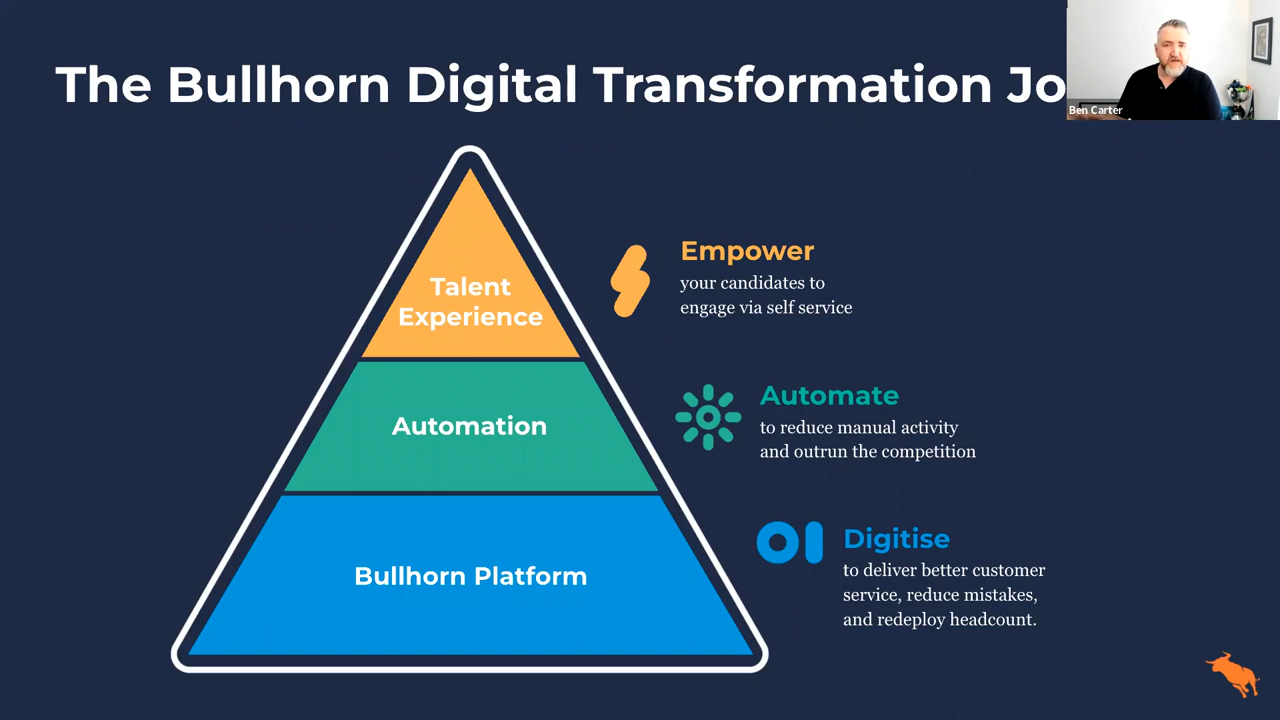 The Bullhorn Digital Transformation Jo
Ben Carter
Talent
Experience
Empower
your candidates to
engage via self service
Automation
Automate
to reduce manual activity
and outrun the competition
Bullhorn Platform
Digitise
to deliver better customer
service, reduce mistakes,
and redeploy headcount.